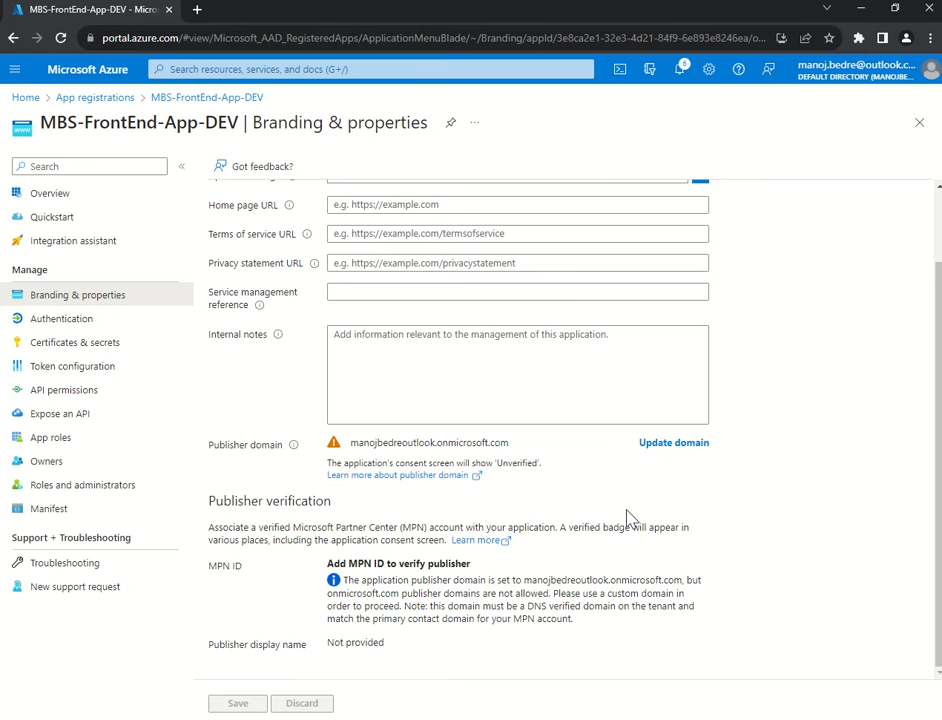 MBS-FrontEnd-App-DEV - Micro
portal.azure.com/#view/Microsoft_AAD_RegisteredApps/ApplicationMenuBlade/~/Branding/appId/3e8ca2e1-32e3-4d21-84f9-6e893e8246ea/o...
Microsoft Azure
Search resources, services, and docs (G+/)
6
manoj.bedre@outlook.c...
DEFAULT DIRECTORY (MANOJBE...
Home > App registrations > MBS-FrontEnd-App-DEV
MBS-FrontEnd-App-DEV | Branding & properties
Search
Got feedback?
Overview
Quickstart
Integration assistant
Manage
Branding & properties
Authentication
Certificates & secrets
Token configuration
API permissions
Expose an API
App roles
Owners
Roles and administrators
Manifest
Support + Troubleshooting
Troubleshooting
New support request
Home page URL
e.g. https://example.com
Terms of service URL
e.g. https://example.com/termsofservice
Privacy statement URL
e.g. https://example.com/privacystatement
Service management
reference
Internal notes
Add information relevant to the management of this application.
Publisher domain
manojbedreoutlook.onmicrosoft.com
Update domain
The application's consent screen will show 'Unverified'.
Learn more about publisher domain
Publisher verification
Associate a verified Microsoft Partner Center (MPN) account with your application. A verified badge will appear in
various places, including the application consent screen. Learn more
MPN ID
Add MPN ID to verify publisher
The application publisher domain is set to manojbedreoutlook.onmicrosoft.com, but
onmicrosoft.com publisher domains are not allowed. Please use a custom domain in
order to proceed. Note: this domain must be a DNS verified domain on the tenant and
match the primary contact domain for your MPN account.
Publisher display name
Not provided
Save
Discard